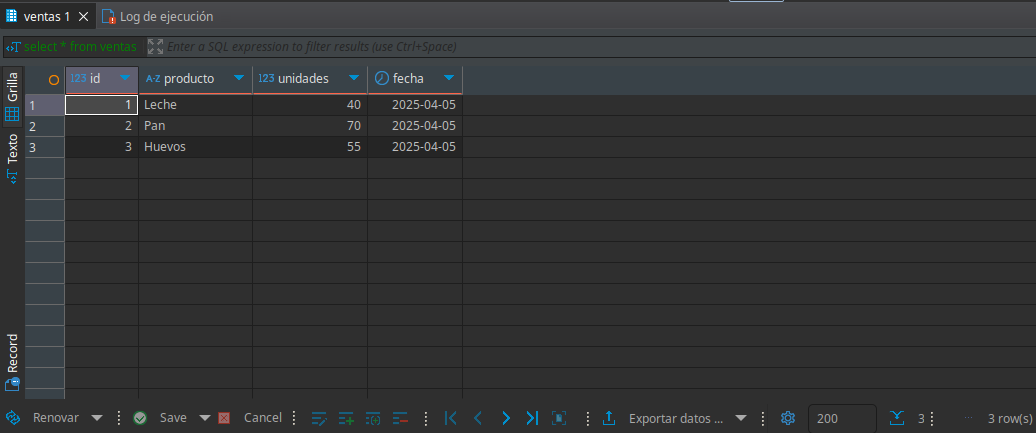 ventas 1
Log de ejecución
select * from ventas
Enter a SQL expression to filter results (use Ctrl+Space)
Grilla
Texto
Record
123 id A-Z producto 123 unidades fecha
1 1 Leche 40 2025-04-05
2 2 Pan 70 2025-04-05
3 3 Huevos 55 2025-04-05
Renovar Save Cancel Exportar datos ... 200 3 ... 3 row(s)